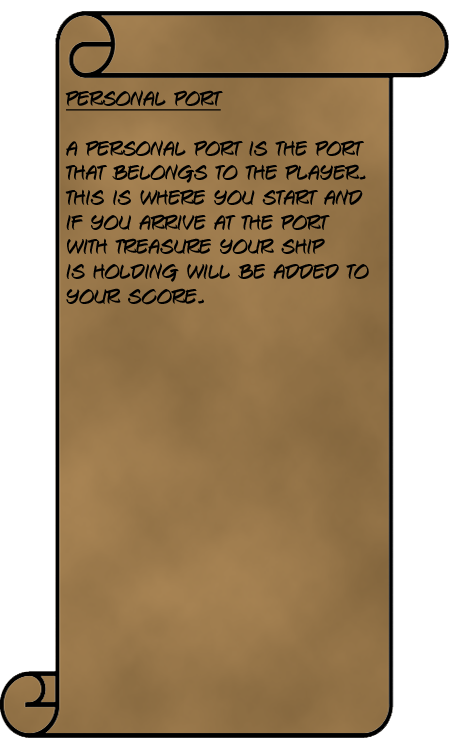 PERSONAL PORT
A PERSONAL PORT IS THE PORT
THAT BELONGS TO THE PLAYER.
THIS IS WHERE YOU START AND
IF YOU ARRIVE AT THE PORT
WITH TREASURE YOUR SHIP
IS HOLDING WILL BE ADDED TO
YOUR SCORE.